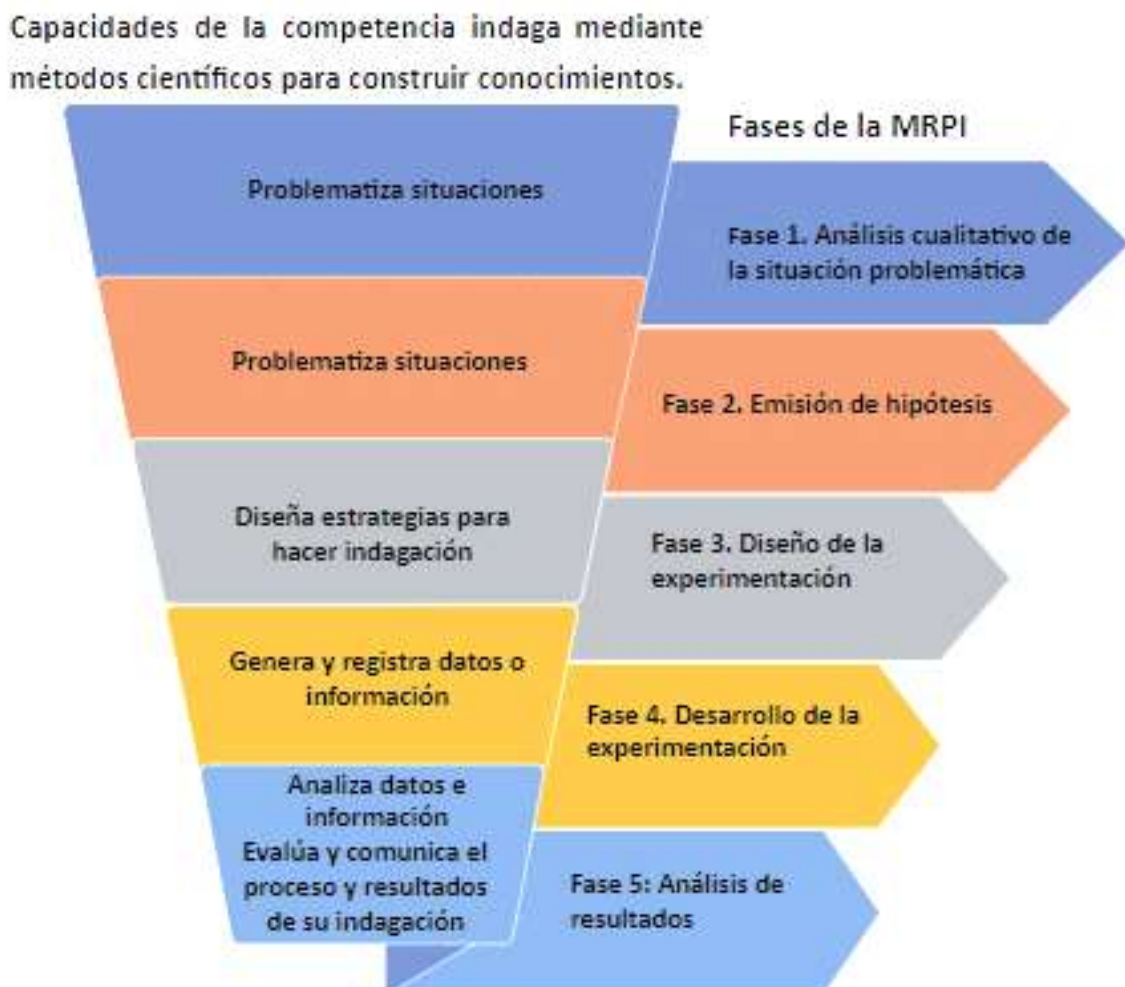 Capacidades de la competencia indaga mediante
métodos científicos para construir conocimientos.
Fases de la MRPI
Problematiza situaciones
Fase 1. Análisis cualitativo de
la situación problemática
Problematiza situaciones
Fase 2. Emisión de hipótesis
Diseña estrategias para
hacer indagación
Fase 3. Diseño de la
experimentación
Genera y registra datos o
información
Fase 4. Desarrollo de la
experimentación
Analiza datos e
información
Evalúa y comunica el
proceso y resultados
de su indagación
Fase 5: Análisis de
resultados